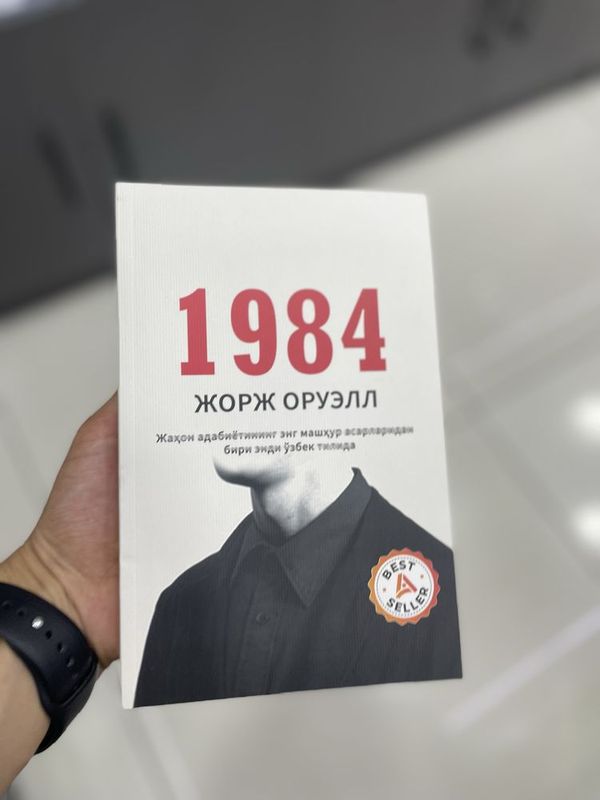 1984
ЖОРЖ ОРУЭЛЛ
Жаҳон адабиётининг энг машҳур асарларидан
бири энди ўзбек тилида
BEST
SELLER